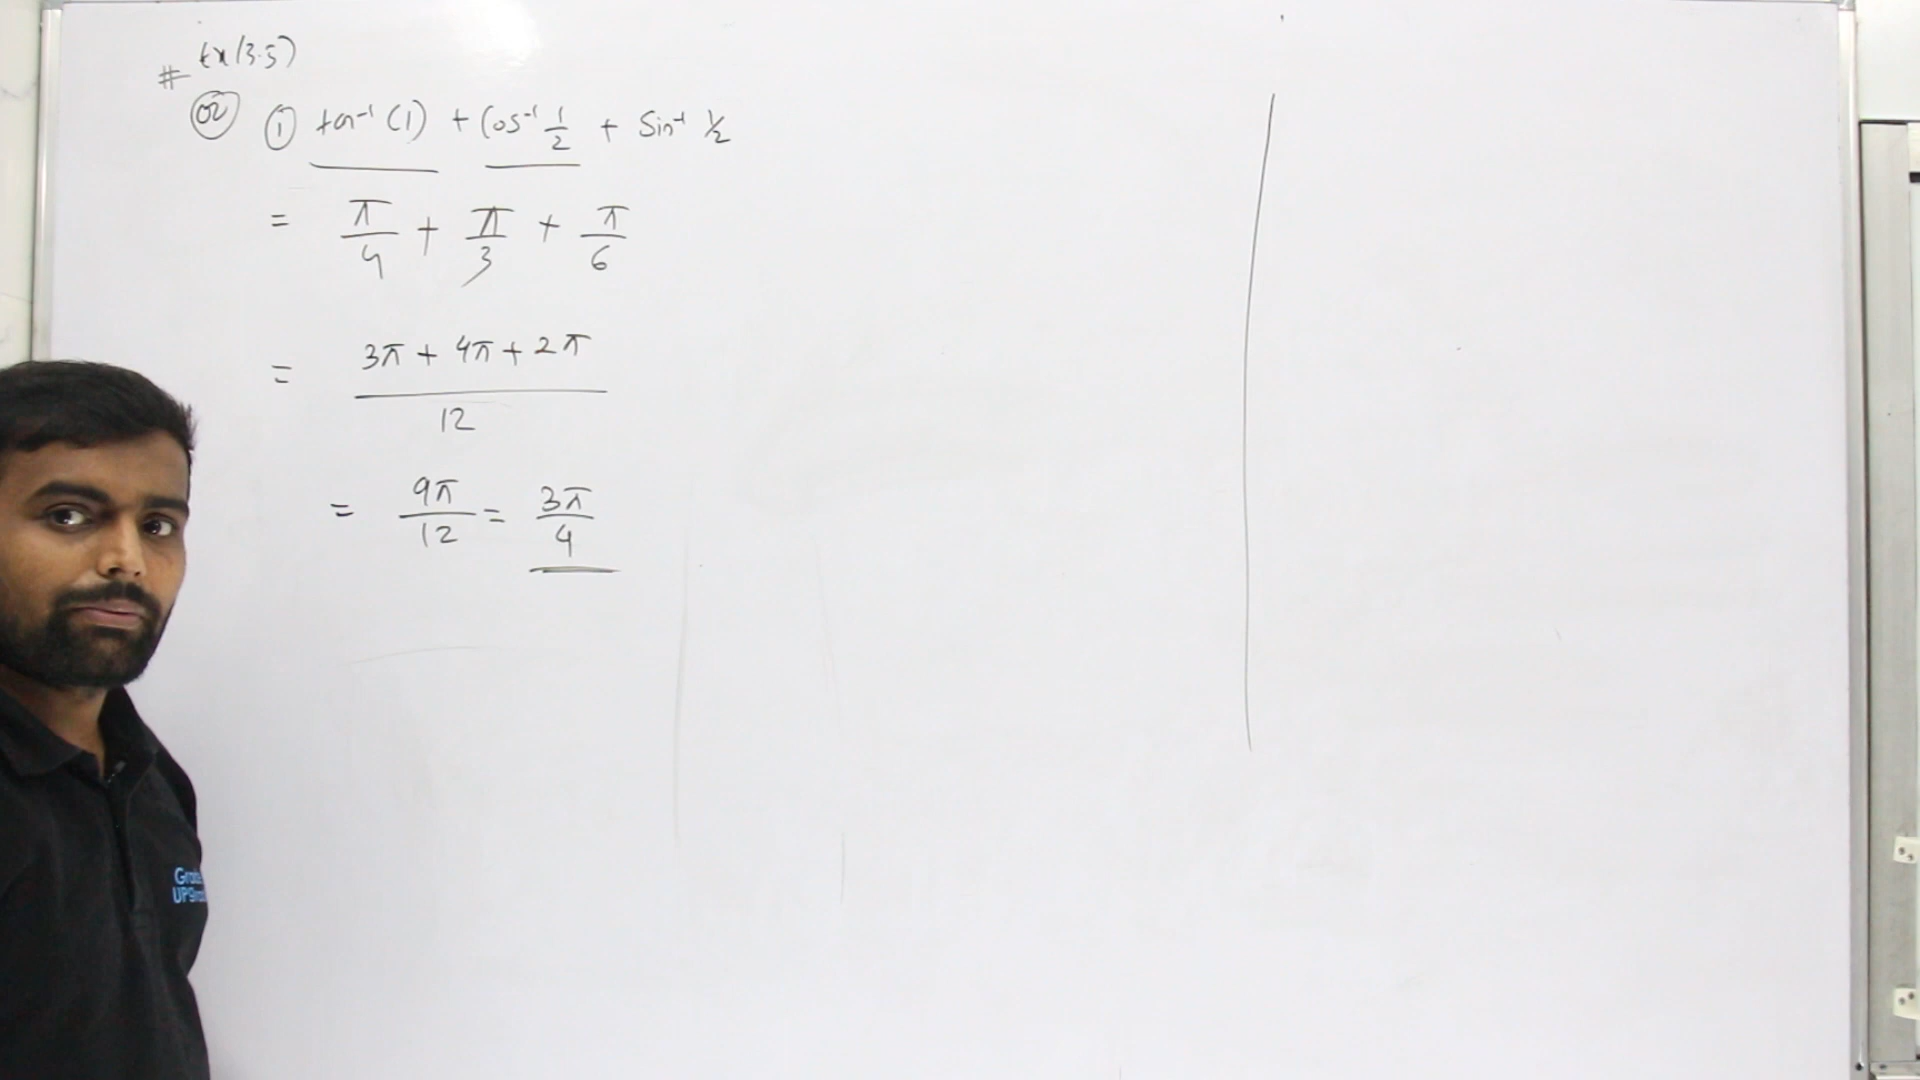 # Ex (3.5)
Q2 ① tan⁻¹ (1) + Cos⁻¹ 1/2 + Sin⁻¹ 1/2
= π/4 + π/3 + π/6
= 3π + 4π + 2π / 12
= 9π/12 = 3π/4